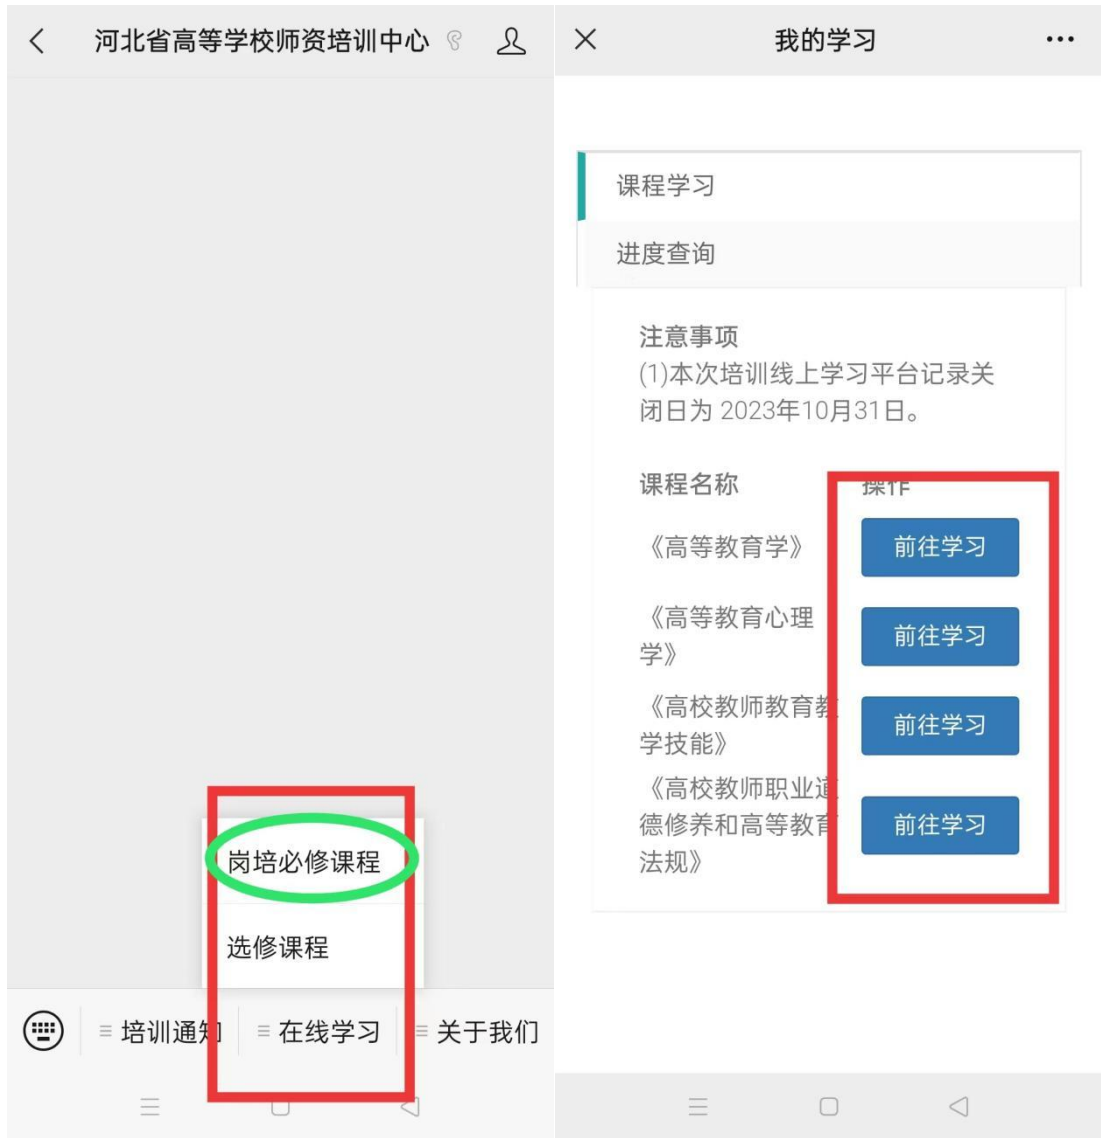 河北省高等学校师资培训中心
岗培必修课程
选修课程
培训通知
在线学习
关于我们
我的学习
课程学习
进度查询
注意事项
(1)本次培训线上学习平台记录关
闭日为 2023年10月31日。
课程名称 操作
《高等教育学》 前往学习
《高等教育心理
学》
前往学习
《高校教师教育教
学技能》
前往学习
《高校教师职业道
德修养和高等教育
法规》
前往学习